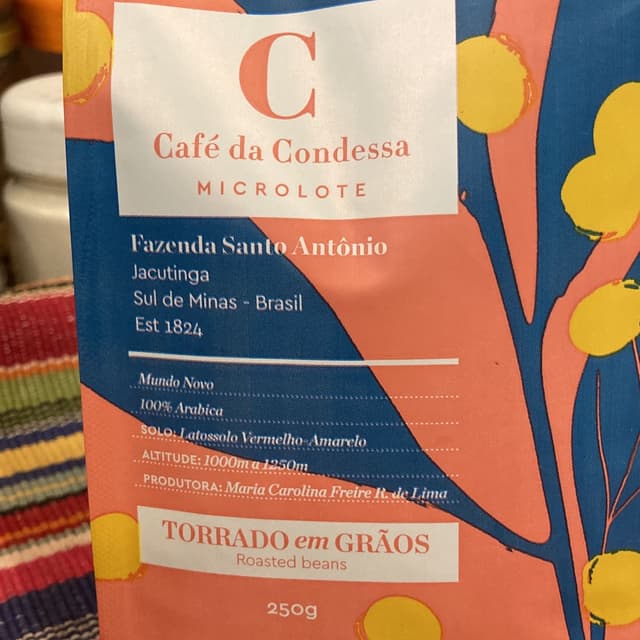 C
Café da Condessa
MICROLOTE
Fazenda Santo Antônio
Jacutinga
Sul de Minas - Brasil
Est 1824
Mundo Novo
100% Arabica
SOLO: Latossolo Vermelho-Amarelo
ALTITUDE: 1000m a 1250m
PRODUTORA: Maria Carolina Freire R. de Lima
TORRADO em GRÃOS
Roasted beans
250g